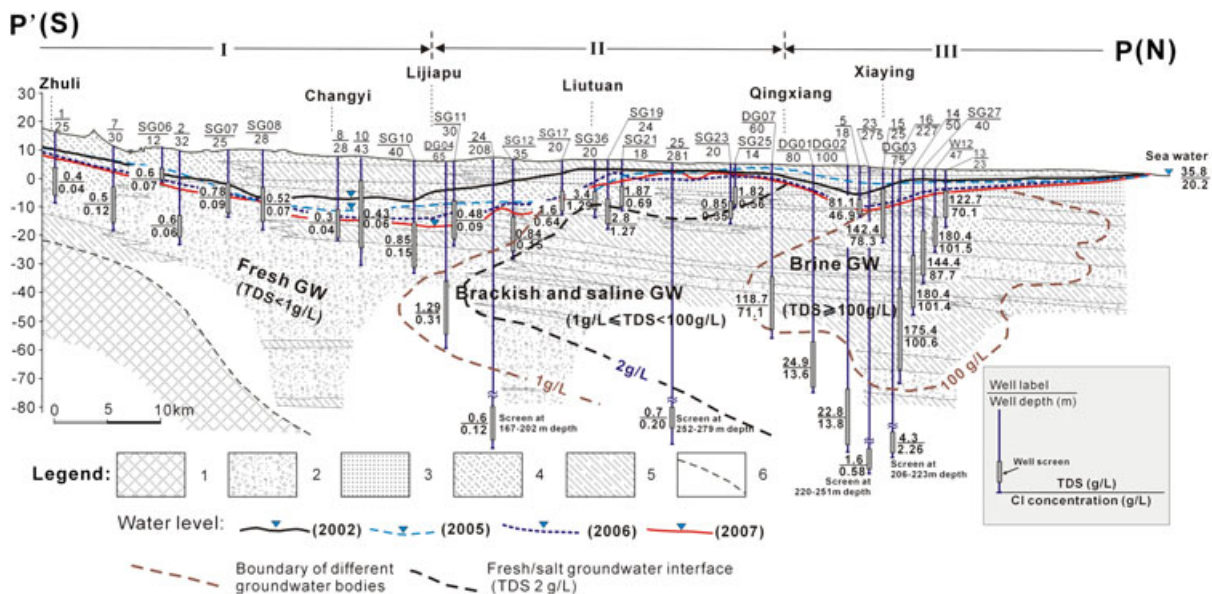 P'(S)
P(N)
I
II
III
Zhuli
Changyi
Lijiapu
Liutuan
Qingxiang
Xiaying
30
20
10
0
-10
-20
-30
-40
-50
-60
-70
-80
1
25
7
30
SG06
12
2
32
SG07
25
SG08
28
8
28
10
43
SG10
40
SG11
30
DG04
65
24
208
SG12
35
SG17
20
SG36
20
SG19
24
SG21
18
25
281
SG23
20
SG25
14
DG07
60
DG01
80
DG02
100
5
18
23
275
15
25
DG03
75
16
227
14
50
SG27
40
W12
47
13
23
Sea water
35.8
20.2
0.4
0.04
0.5
0.12
0.6
0.07
0.6
0.06
0.78
0.09
0.52
0.07
0.3
0.04
0.43
0.06
0.85
0.15
1.29
0.31
0.48
0.09
0.84
0.35
1.6
0.64
3.4
1.29
2.8
1.27
1.87
0.69
0.85
0.35
1.82
0.66
118.7
71.1
24.9
13.6
81.1
46.9
142.4
78.3
122.7
70.1
180.4
101.5
144.4
87.7
180.4
101.4
175.4
100.6
22.8
13.8
1.6
0.58
Screen at
220-251m depth
4.3
2.26
Screen at
206-223m depth
0.6
0.12
Screen at
167-202 m depth
0.7
0.20
Screen at
252-279 m depth
Fresh GW
(TDS<1g/L)
Brackish and saline GW
(1g/L≤TDS<100g/L)
Brine GW
(TDS≥100g/L)
1g/L
2g/L
100 g/L
0 5 10km
Well label
Well depth (m)
Well screen
TDS (g/L)
Cl concentration (g/L)
Legend: 1 2 3 4 5 6
Water level: (2002) (2005) (2006) (2007)
Boundary of different
groundwater bodies
Fresh/salt groundwater interface
(TDS 2 g/L)